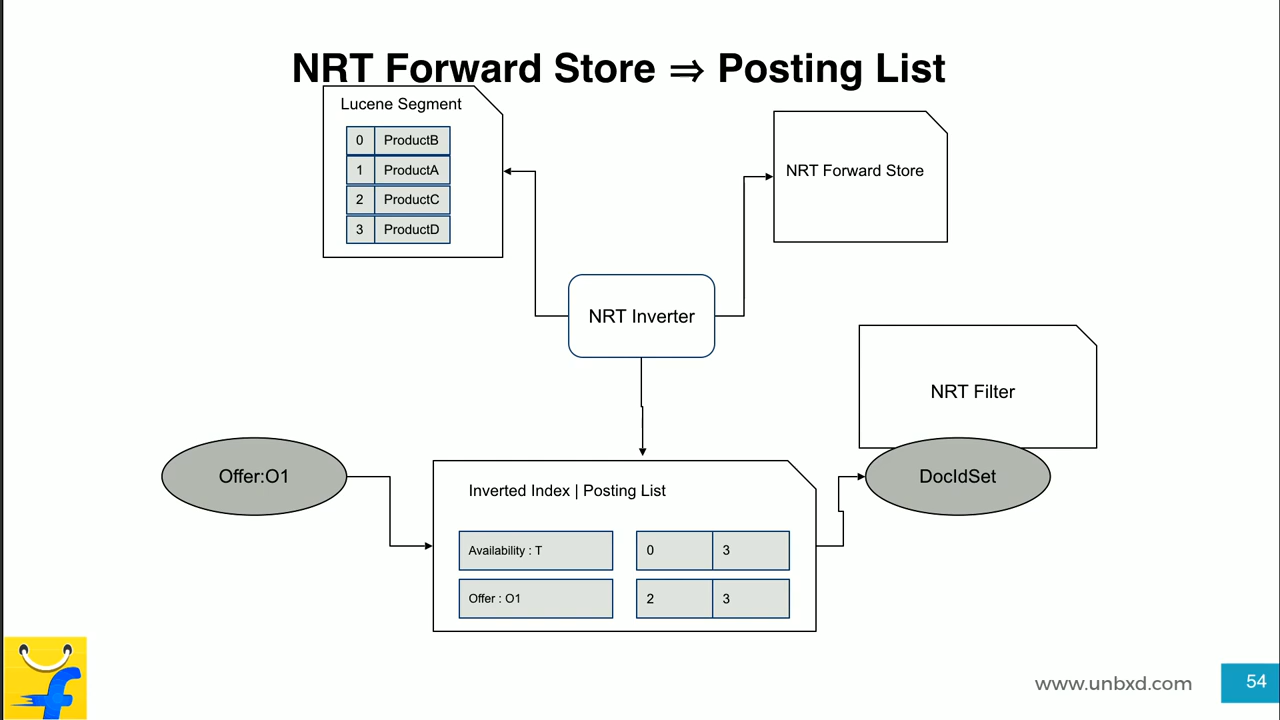 NRT Forward Store ⇒ Posting List
Lucene Segment
0 ProductB
1 ProductA
2 ProductC
3 ProductD
NRT Forward Store
NRT Inverter
NRT Filter
Offer:O1
DocIdSet
Inverted Index | Posting List
Availability : T 0 3
Offer : O1 2 3
www.unbxd.com
54